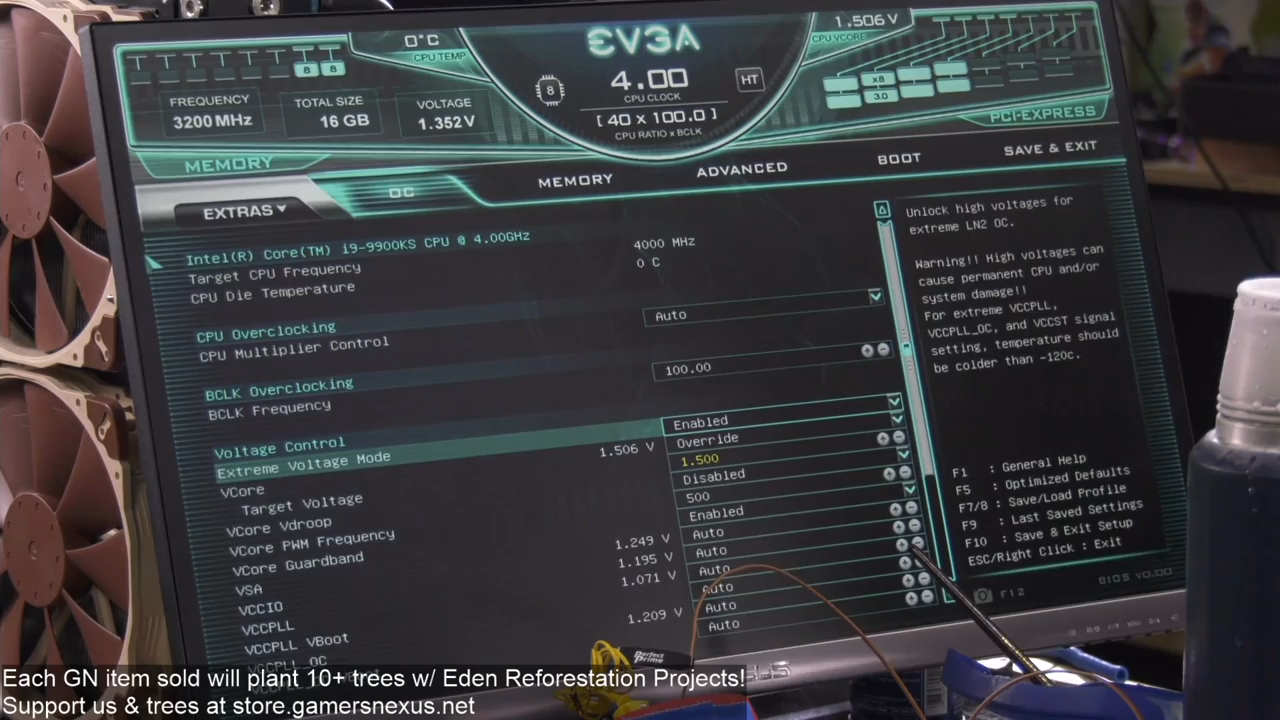 0°C
CPU TEMP
EVGA
1.506 V
CPU VCORE
8 8
8
4.00
CPU CLOCK
HT
x8
3.0
FREQUENCY
3200 MHz
TOTAL SIZE
16 GB
VOLTAGE
1.352 V
[ 40 x 100.0 ]
CPU RATIO x BCLK
PCI-EXPRESS
MEMORY
EXTRAS
OC
MEMORY
ADVANCED
BOOT
SAVE & EXIT
Intel(R) Core(TM) i9-9900KS CPU @ 4.00GHz
Target CPU Frequency 4000 MHz
CPU Die Temperature 0 C
CPU Overclocking
CPU Multiplier Control Auto
BCLK Overclocking
BCLK Frequency 100.00
Voltage Control
Extreme Voltage Mode Enabled
VCore 1.506 V Override
Target Voltage 1.500
VCore Vdroop Disabled
VCore PWM Frequency 500
VCore Guardband Enabled
VSA 1.249 V Auto
VCCIO 1.195 V Auto
VCCPLL 1.071 V Auto
VCCPLL VBoot Auto
VCCPLL OC 1.209 V Auto
Auto
Unlock high voltages for
extreme LN2 OC.
Warning!! High voltages can
cause permanent CPU and/or
system damage!!
For extreme VCCPLL,
VCCPLL_OC, and VCCST signal
setting, temperature should
be colder than -120c.
F1 : General Help
F5 : Optimized Defaults
F7/8 : Save/Load Profile
F9 : Last Saved Settings
F10 : Save & Exit Setup
ESC/Right Click : Exit
F12
BIOS V0.00
Perfect
Prime
Each GN item sold will plant 10+ trees w/ Eden Reforestation Projects!
Support us & trees at store.gamersnexus.net